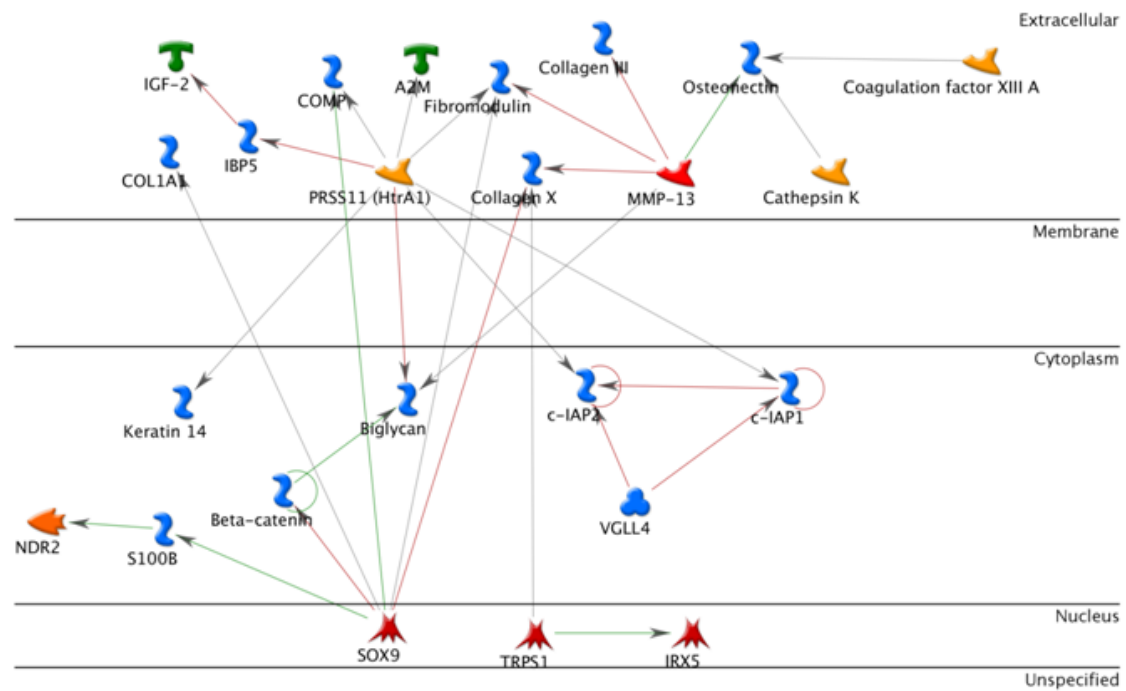 Extracellular
IGF-2
COMP
A2M
Fibromodulin
Collagen III
Osteonectin
Coagulation factor XIII A
COL1A1
IBP5
PRSS11 (HtrA1)
Collagen X
MMP-13
Cathepsin K
Membrane
Cytoplasm
Keratin 14
Biglycan
c-IAP2
c-IAP1
Beta-catenin
VGLL4
NDR2
S100B
Nucleus
SOX9
TRPS1
IRX5
Unspecified